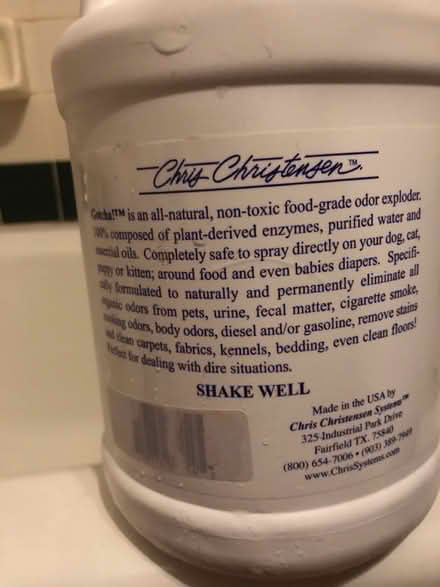 Chris Christensen™.
Gotcha!™ is an all-natural, non-toxic food-grade odor exploder.
100% composed of plant-derived enzymes, purified water and
essential oils. Completely safe to spray directly on your dog, cat,
puppy or kitten; around food and even babies diapers. Specifi-
cally formulated to naturally and permanently eliminate all
organic odors from pets, urine, fecal matter, cigarette smoke,
cooking odors, body odors, diesel and/or gasoline, remove stains
and clean carpets, fabrics, kennels, bedding, even clean floors!
Perfect for dealing with dire situations.
SHAKE WELL
Made in the USA by
Chris Christensen Systems™
325-Industrial Park Drive
Fairfield TX. 75840
(800) 654-7006 • (903) 389-7949
www.ChrisSystems.com